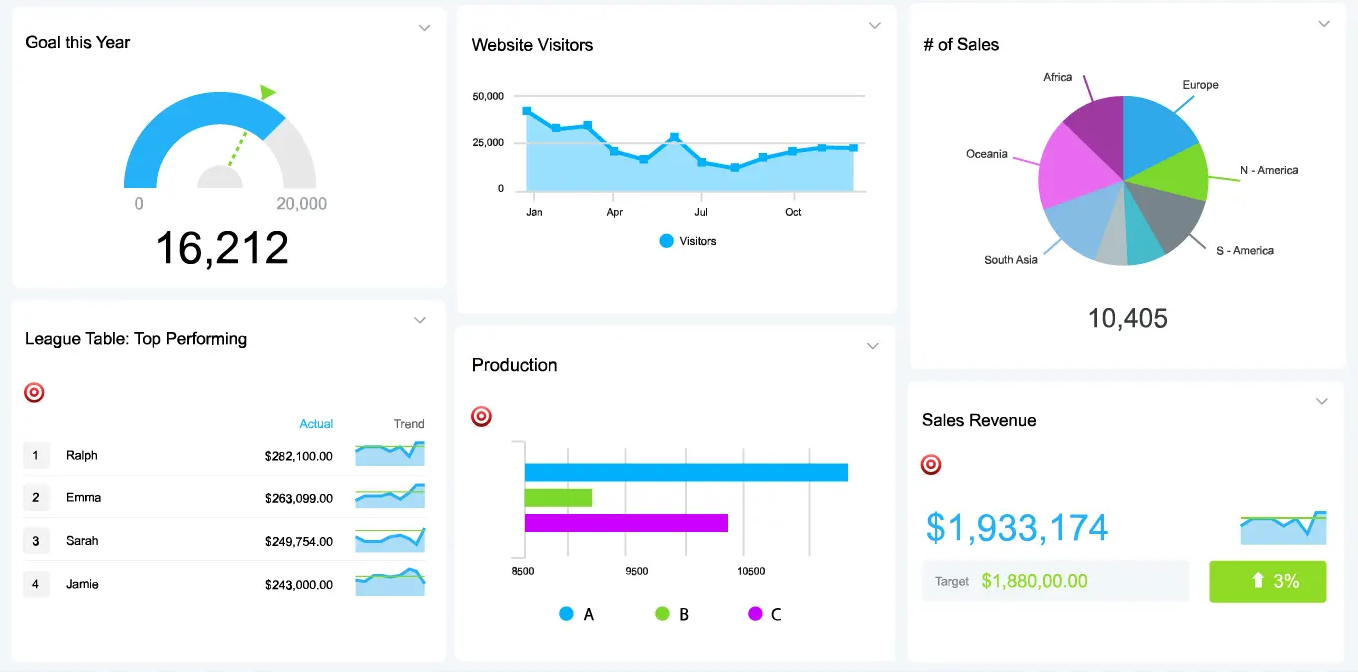 Goal this Year
0
20,000
16,212
Website Visitors
50,000
25,000
0
Jan Apr Jul Oct
Visitors
# of Sales
Africa
Europe
Oceania
N - America
South Asia
S - America
10,405
League Table: Top Performing
Actual Trend
1 Ralph $282,100.00
2 Emma $263,099.00
3 Sarah $249,754.00
4 Jamie $243,000.00
Production
8500 9500 10500
A B C
Sales Revenue
$1,933,174
Target $1,880,00.00
3%